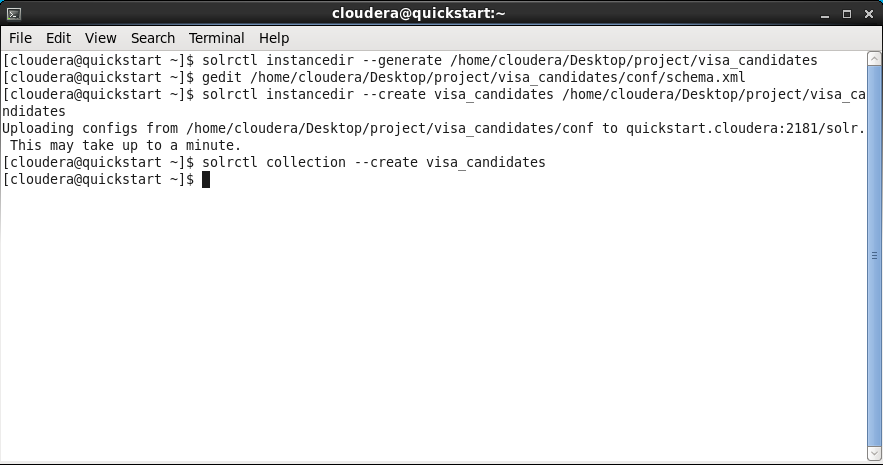 cloudera@quickstart:~
File Edit View Search Terminal Help
[cloudera@quickstart ~]$ solrctl instancedir --generate /home/cloudera/Desktop/project/visa_candidates
[cloudera@quickstart ~]$ gedit /home/cloudera/Desktop/project/visa_candidates/conf/schema.xml
[cloudera@quickstart ~]$ solrctl instancedir --create visa_candidates /home/cloudera/Desktop/project/visa_ca
ndidates
Uploading configs from /home/cloudera/Desktop/project/visa_candidates/conf to quickstart.cloudera:2181/solr.
 This may take up to a minute.
[cloudera@quickstart ~]$ solrctl collection --create visa_candidates
[cloudera@quickstart ~]$